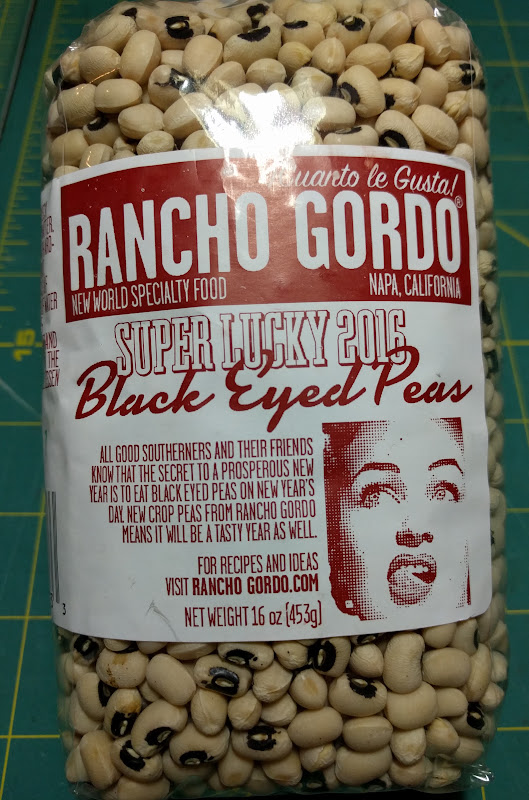 uanto le Gusta!
RANCHO GORDO®
NEW WORLD SPECIALTY FOOD
NAPA, CALIFORNIA
SUPER LUCKY 2016
Black Eyed Peas
ALL GOOD SOUTHERNERS AND THEIR FRIENDS
KNOW THAT THE SECRET TO A PROSPEROUS NEW
YEAR IS TO EAT BLACK EYED PEAS ON NEW YEAR'S
DAY. NEW CROP PEAS FROM RANCHO GORDO
MEANS IT WILL BE A TASTY YEAR AS WELL.
FOR RECIPES AND IDEAS
VISIT RANCHO GORDO.COM
NET WEIGHT 16 oz {453g}
15